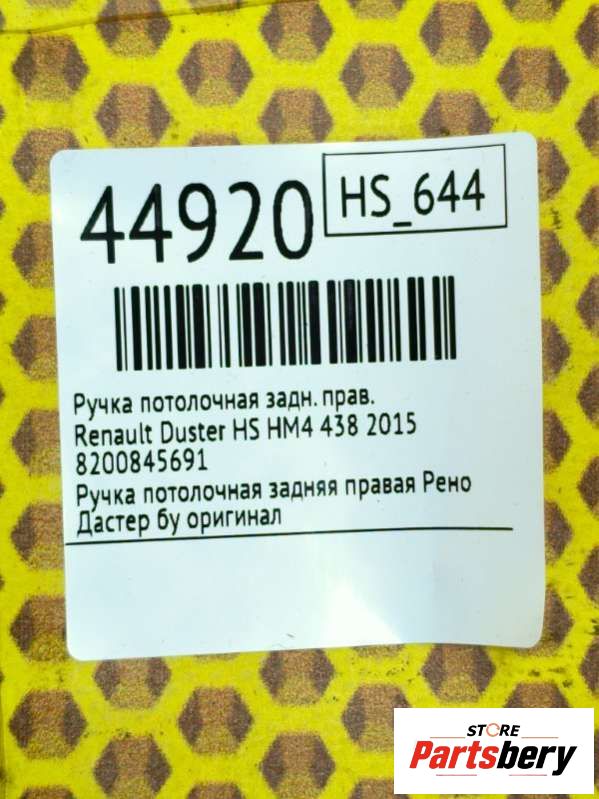 44920
HS_644
Ручка потолочная задн. прав.
Renault Duster HS HM4 438 2015
8200845691
Ручка потолочная задняя правая Рено
Дастер бу оригинал
STORE
Partsbery